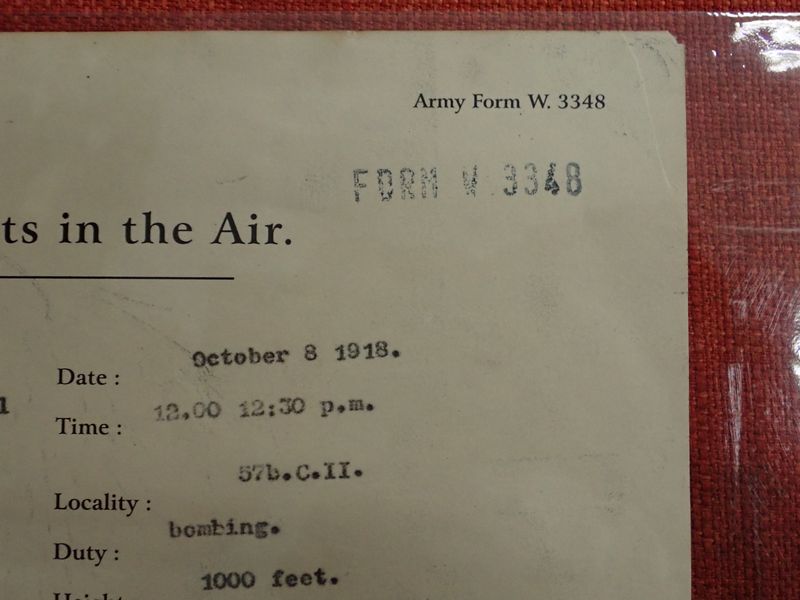 Army Form W. 3348
FORM W 3348
ts in the Air.
October 8 1918.
Date :
12.00 12:30 p.m.
Time :
57b.C.II.
Locality :
bombing.
Duty :
1000 feet.
Height